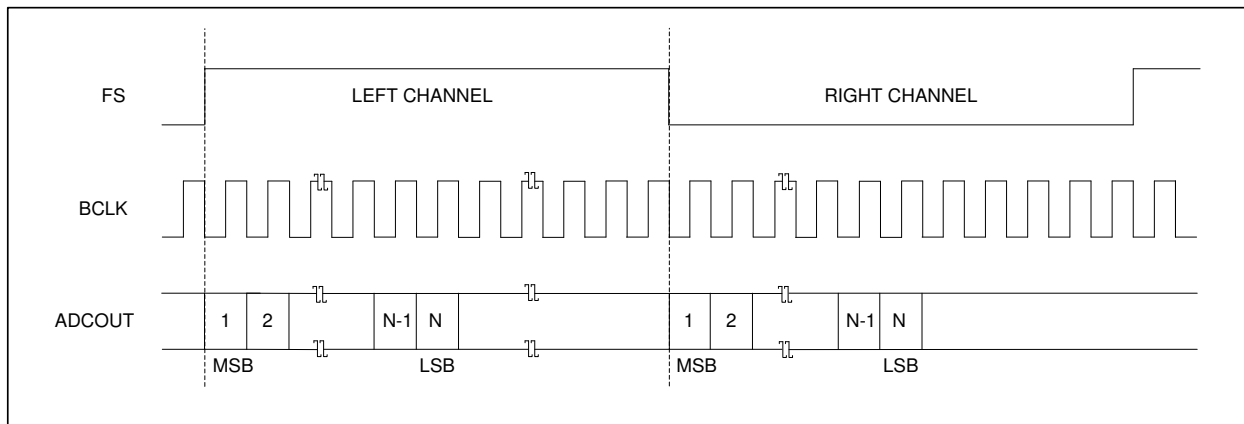 FS LEFT CHANNEL RIGHT CHANNEL
BCLK
ADCOUT 1 2 N-1 N 1 2 N-1 N
MSB LSB MSB LSB